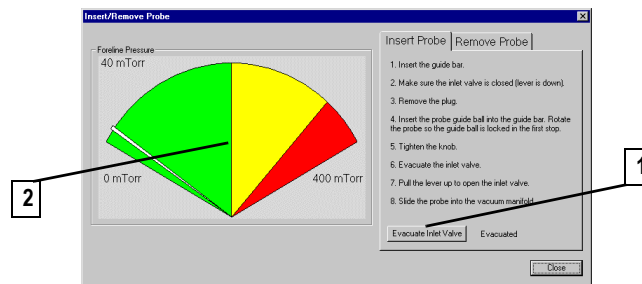 Insert/Remove Probe
Foreline Pressure
40 mTorr
0 mTorr
400 mTorr
Insert Probe
Remove Probe
1. Insert the guide bar.
2. Make sure the inlet valve is closed (lever is down).
3. Remove the plug.
4. Insert the probe guide ball into the guide bar. Rotate
the probe so the guide ball is locked in the first stop.
5. Tighten the knob.
6. Evacuate the inlet valve.
7. Pull the lever up to open the inlet valve.
8. Slide the probe into the vacuum manifold.
Evacuate Inlet Valve
Evacuated
Close
2
1